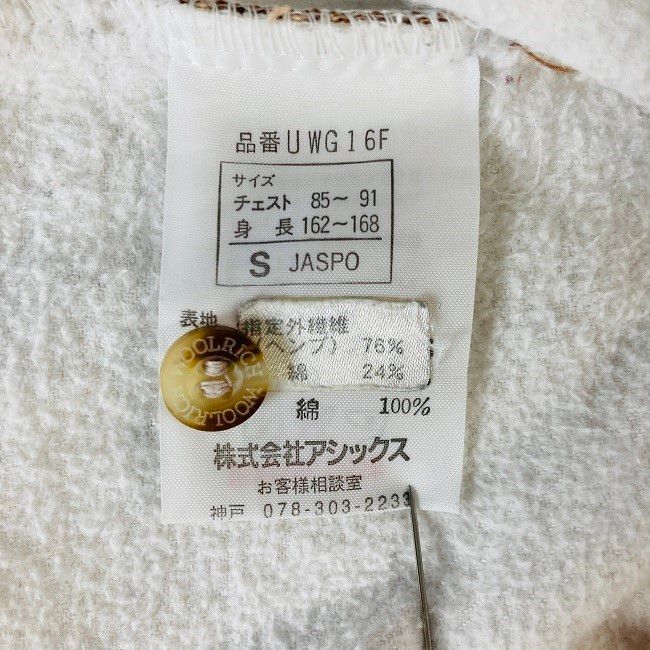 品番UWG16F
サイズ
チェスト 85～ 91
身 長 162～168
S JASPO
表地
指定外繊維
(ヘンプ) 76%
綿 24%
綿 100%
WOOLRICH
WOOLRICH
株式会社アシックス
お客様相談室
神戸 078-303-2233